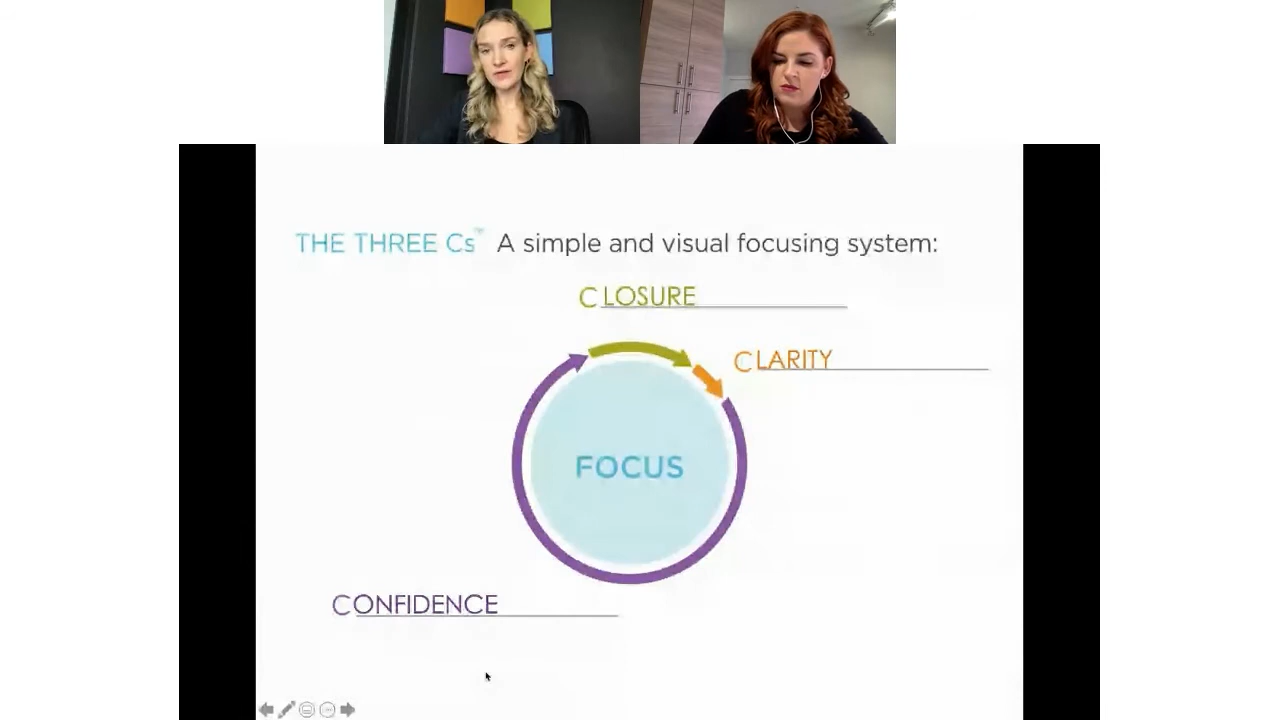 THE THREE Cs™ A simple and visual focusing system:
CLOSURE
CLARITY
FOCUS
CONFIDENCE